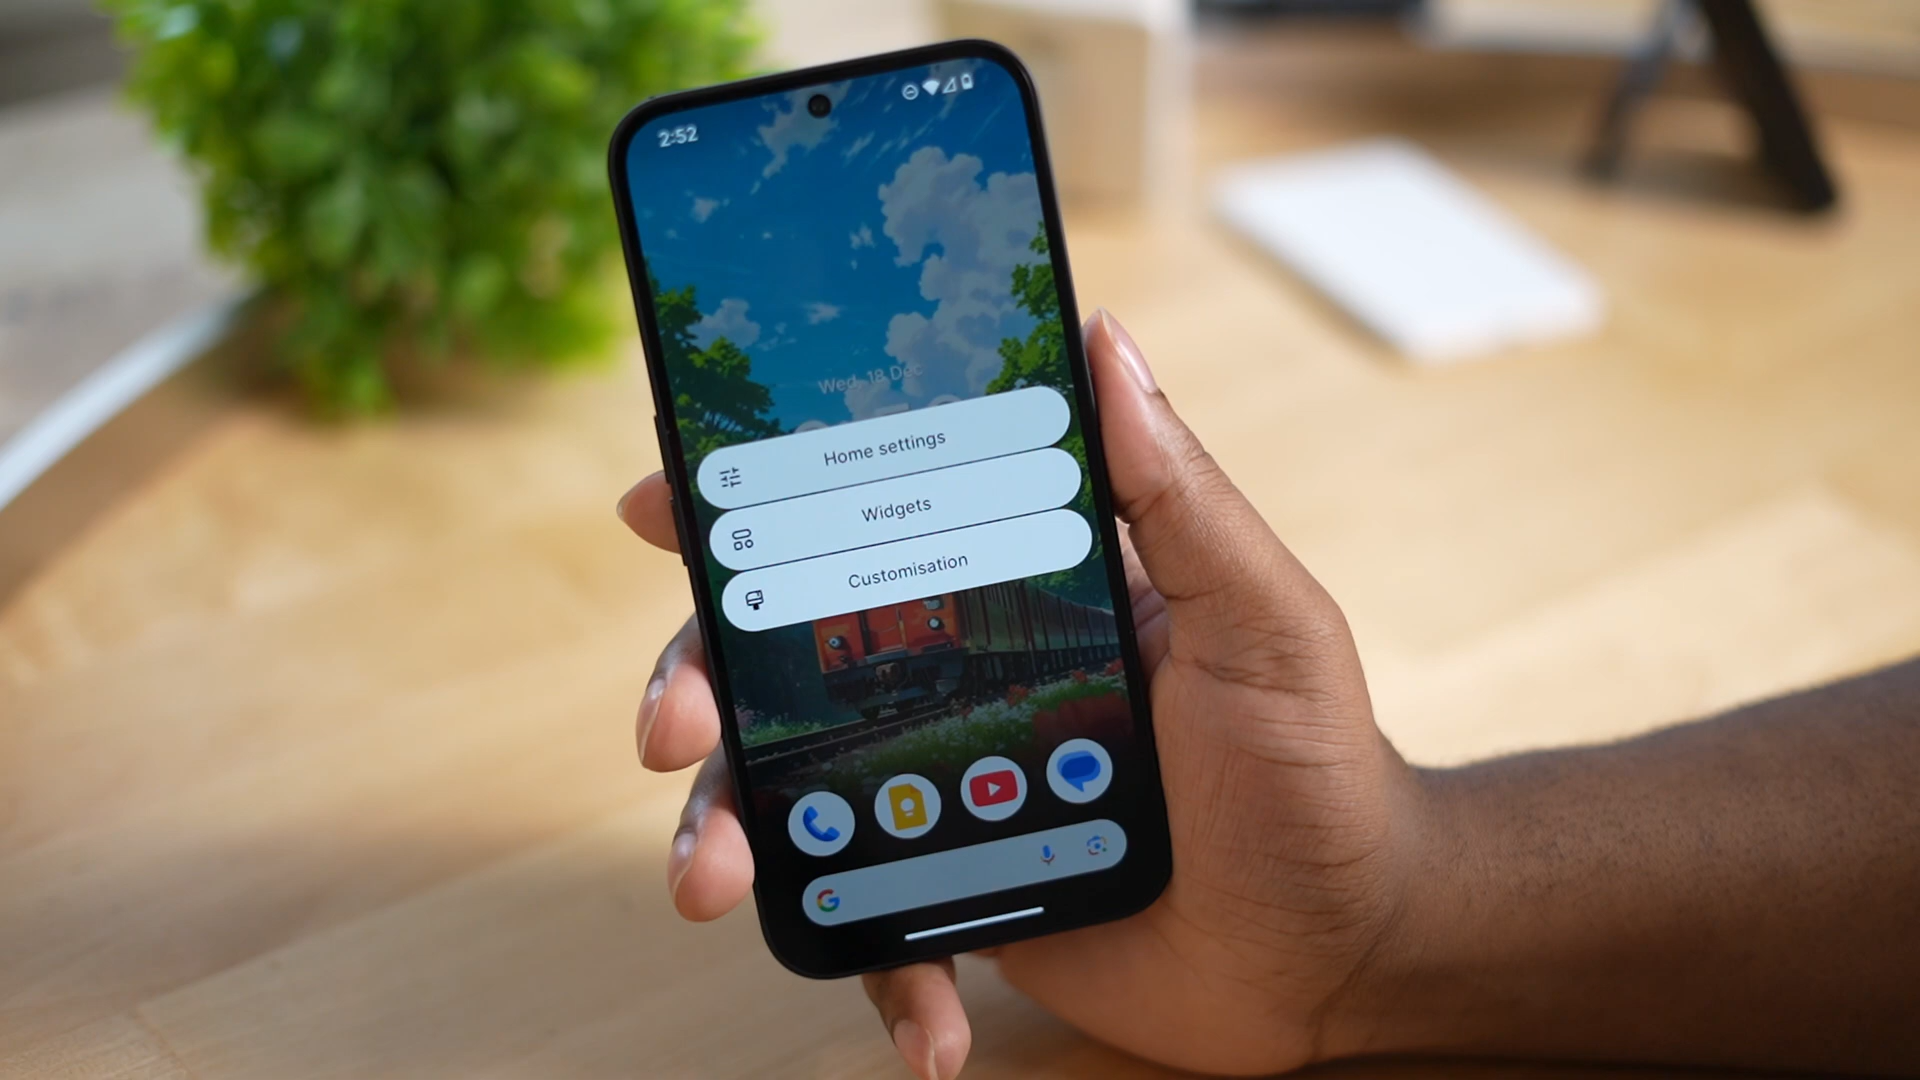 2:52
Wed, 18 Dec
Home settings
Widgets
Customisation